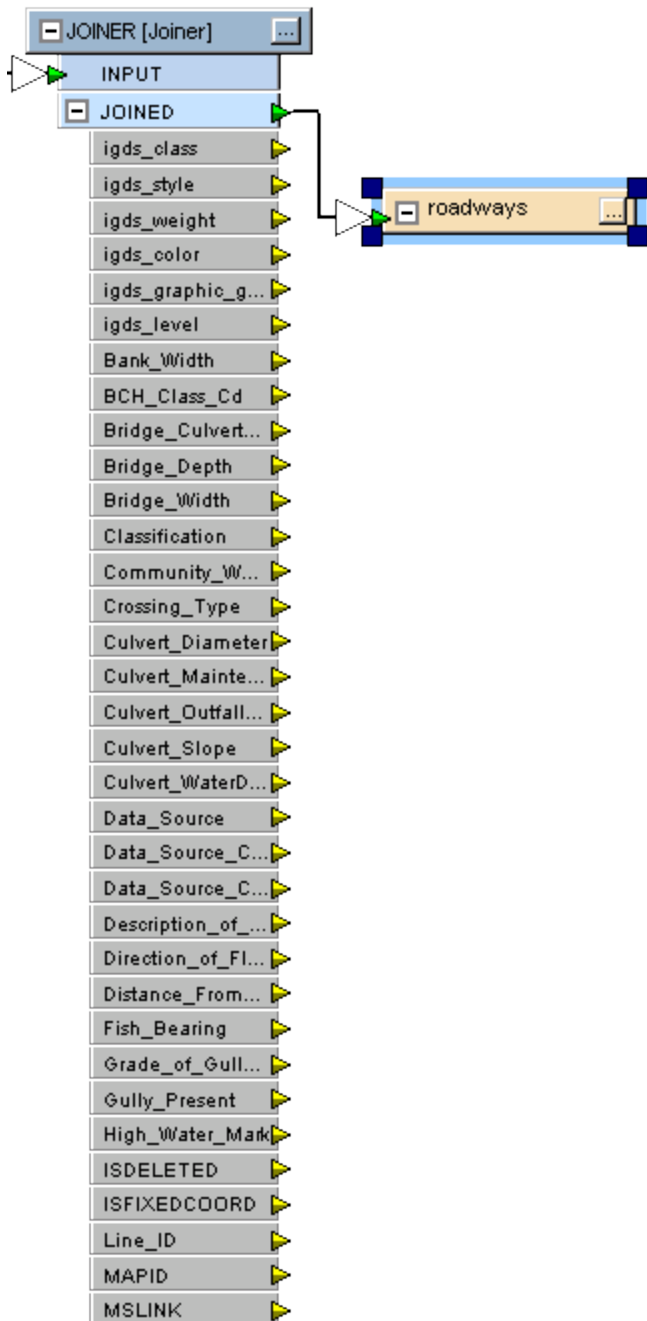 JOINER [Joiner] ...
INPUT
JOINED
igds_class
igds_style
roadways ...
igds_weight
igds_color
igds_graphic_g...
igds_level
Bank_Width
BCH_Class_Cd
Bridge_Culvert...
Bridge_Depth
Bridge_Width
Classification
Community_W...
Crossing_Type
Culvert_Diameter
Culvert_Mainte...
Culvert_Outfall...
Culvert_Slope
Culvert_WaterD...
Data_Source
Data_Source_C...
Data_Source_C...
Description_of_...
Direction_of_Fl...
Distance_From...
Fish_Bearing
Grade_of_Gull...
Gully_Present
High_Water_Mark
ISDELETED
ISFIXEDCOORD
Line_ID
MAPID
MSLINK